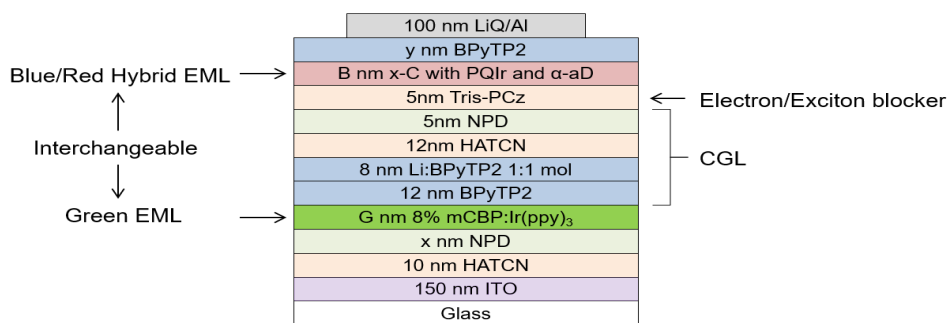 100 nm LiQ/Al
y nm BPyTP2
Blue/Red Hybrid EML
B nm x-C with PQIr and α-aD
5nm Tris-PCz
Electron/Exciton blocker
5nm NPD
Interchangeable
12nm HATCN
CGL
8 nm Li:BPyTP2 1:1 mol
12 nm BPyTP2
Green EML
G nm 8% mCBP:Ir(ppy)₃
x nm NPD
10 nm HATCN
150 nm ITO
Glass